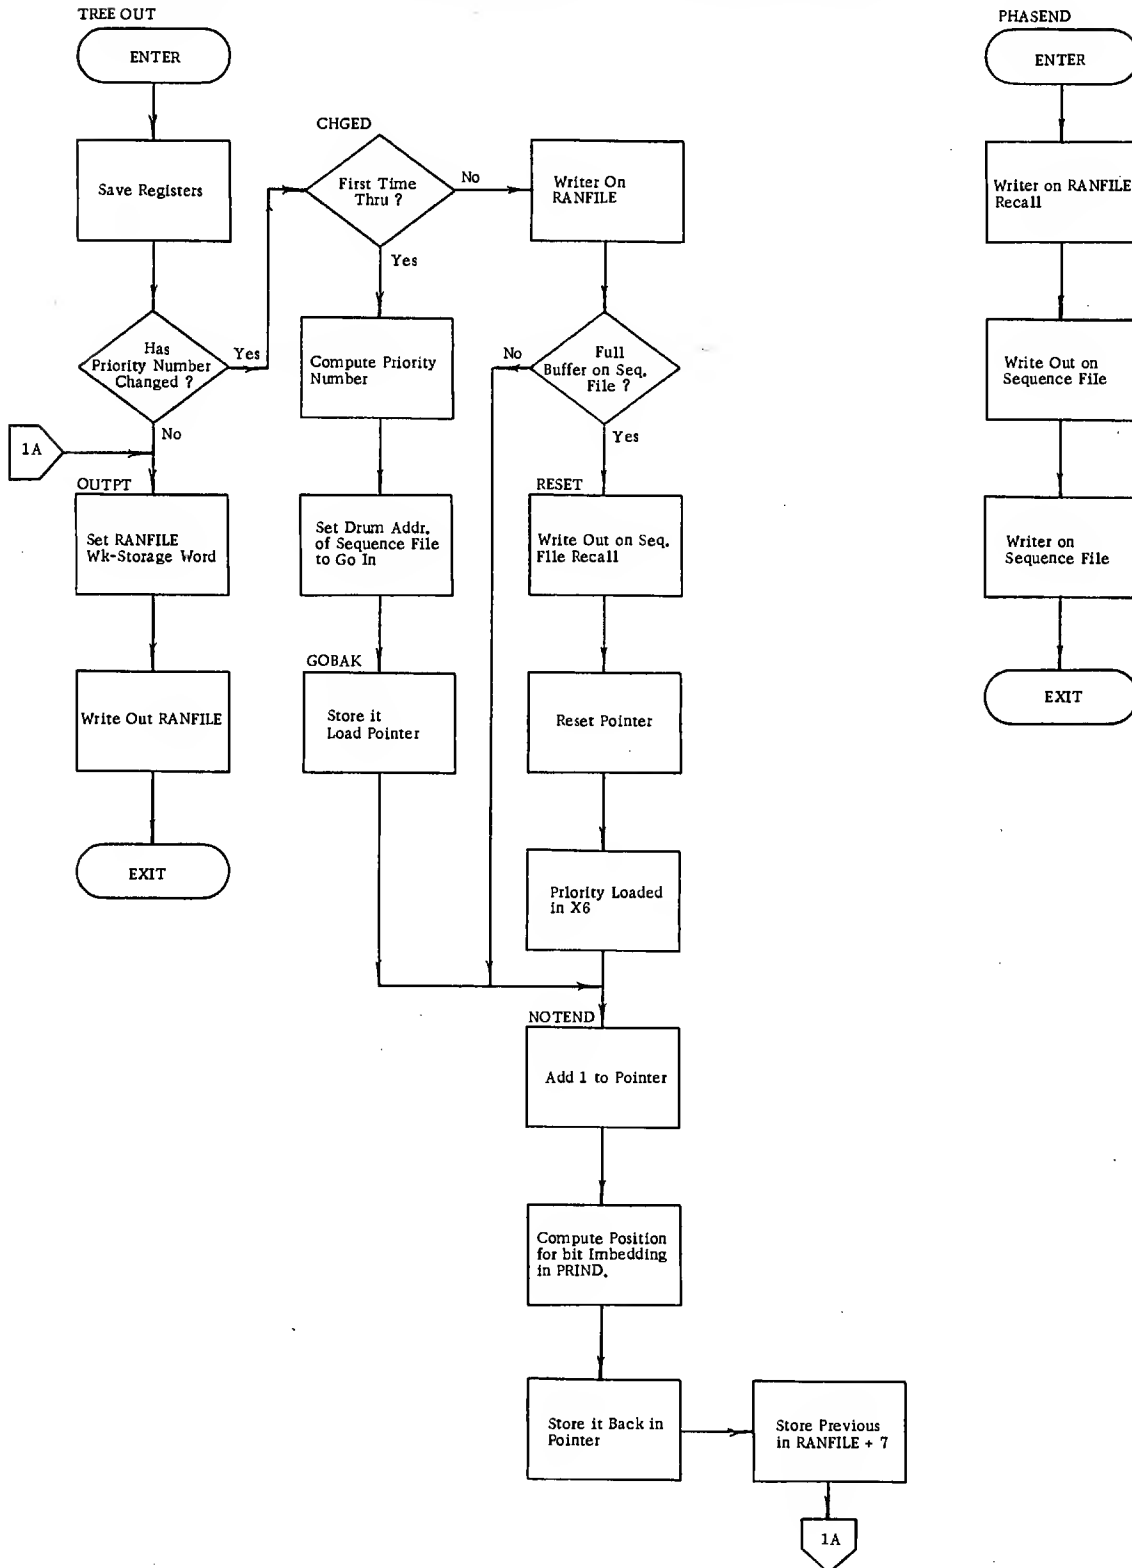 TREE OUT
ENTER
Save Registers
Has
Priority Number
Changed ?
Yes
No
1A
OUTPT
Set RANFILE
Wk-Storage Word
Write Out RANFILE
EXIT
CHGED
First Time
Thru ?
No
Yes
Compute Priority
Number
Set Drum Addr.
of Sequence File
to Go In
GOBAK
Store it
Load Pointer
Writer On
RANFILE
Full
Buffer on Seq.
File ?
No
Yes
RESET
Write Out on Seq.
File Recall
Reset Pointer
Priority Loaded
in X6
NOTEND
Add 1 to Pointer
Compute Position
for bit Imbedding
in PRIND.
Store it Back in
Pointer
Store Previous
in RANFILE + 7
1A
PHASEND
ENTER
Writer on RANFILE
Recall
Write Out on
Sequence File
Writer on
Sequence File
EXIT